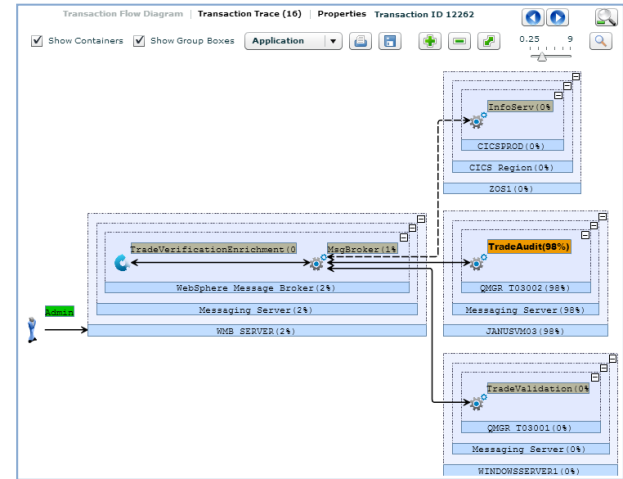 Transaction Flow Diagram | Transaction Trace (16) | Properties Transaction ID 12262
Show Containers Show Group Boxes Application 0.25 9
InfoServ(0%
CICSPROD(0%)
CICS Region(0%)
ZOS1(0%)
TradeVerificationEnrichment(0 MsgBroker(1%
WebSphere Message Broker(2%)
Messaging Server(2%)
WMB SERVER(2%)
Admin
TradeAudit(98%)
QMGR T03002(98%)
Messaging Server(98%)
JANUSVM03(98%)
TradeValidation(0%
QMGR T03001(0%)
Messaging Server(0%)
WINDOWSSERVER1(0%)